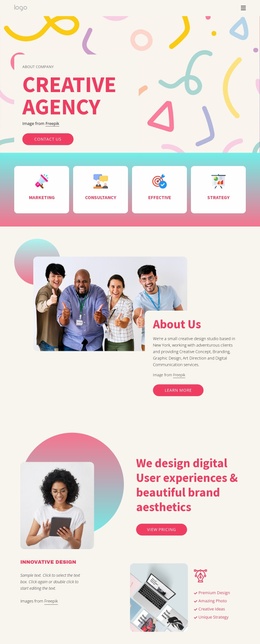 logo
ABOUT COMPANY
CREATIVE
AGENCY
Image from Freepik
CONTACT US
MARKETING
CONSULTANCY
EFFECTIVE
STRATEGY
About Us
We're a small creative design studio based in
New York, working with adventurous clients
and providing Creative Concept, Branding,
Graphic Design, Art Direction and Digital
Communication services.
Image from Freepik
LEARN MORE
We design digital
User experiences &
beautiful brand
aesthetics
VIEW PRICING
INNOVATIVE DESIGN
Sample text. Click to select the text
box. Click again or double click to
start editing the text.
Images from Freepik
Premium Design
Amazing Photo
Creative Ideas
Unique Strategy